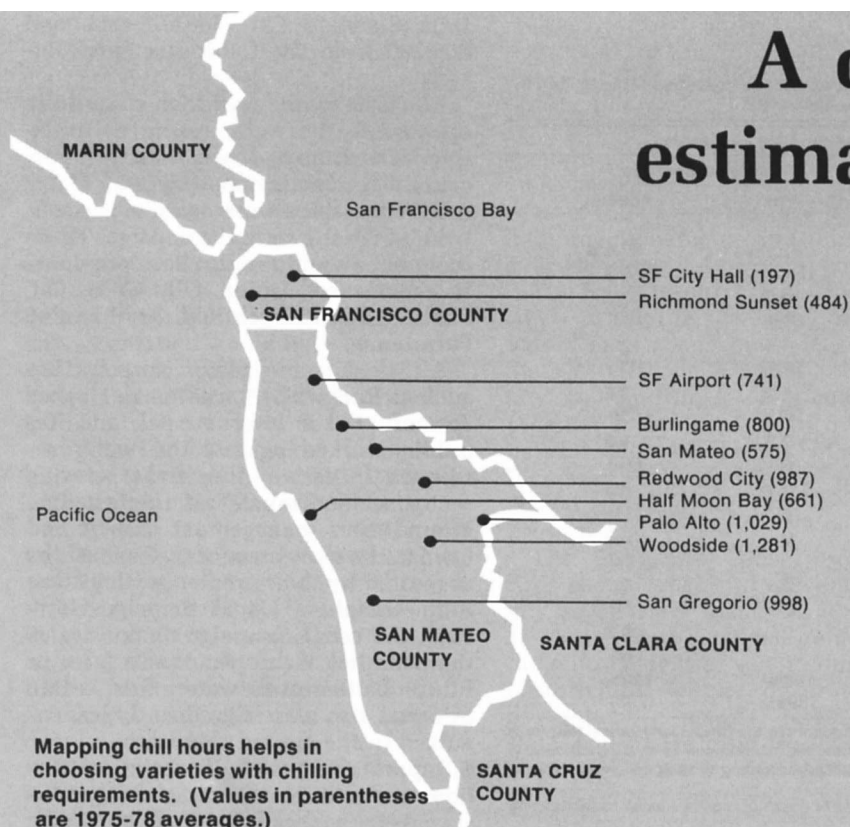 A
estima
MARIN COUNTY
San Francisco Bay
SF City Hall (197)
Richmond Sunset (484)
SAN FRANCISCO COUNTY
SF Airport (741)
Burlingame (800)
San Mateo (575)
Redwood City (987)
Half Moon Bay (661)
Pacific Ocean
Palo Alto (1,029)
Woodside (1,281)
San Gregorio (998)
SAN MATEO
COUNTY
SANTA CLARA COUNTY
Mapping chill hours helps in
choosing varieties with chilling
requirements. (Values in parentheses
are 1975-78 averages.)
SANTA CRUZ
COUNTY